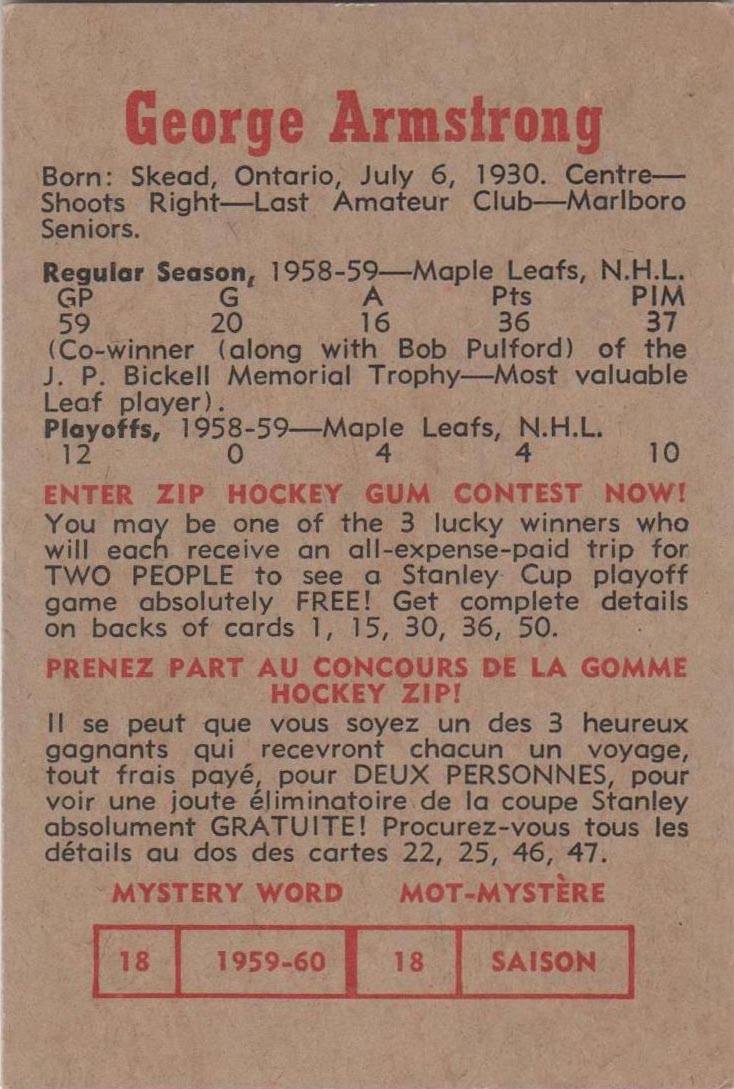 George Armstrong
Born: Skead, Ontario, July 6, 1930. Centre—
Shoots Right—Last Amateur Club—Marlboro
Seniors.
Regular Season, 1958-59—Maple Leafs, N.H.L.
GP G A Pts PIM
59 20 16 36 37
(Co-winner (along with Bob Pulford) of the
J. P. Bickell Memorial Trophy—Most valuable
Leaf player).
Playoffs, 1958-59—Maple Leafs, N.H.L.
12 0 4 4 10
ENTER ZIP HOCKEY GUM CONTEST NOW!
You may be one of the 3 lucky winners who
will each receive an all-expense-paid trip for
TWO PEOPLE to see a Stanley Cup playoff
game absolutely FREE! Get complete details
on backs of cards 1, 15, 30, 36, 50.
PRENEZ PART AU CONCOURS DE LA GOMME
HOCKEY ZIP!
Il se peut que vous soyez un des 3 heureux
gagnants qui recevront chacun un voyage,
tout frais payé, pour DEUX PERSONNES, pour
voir une joute éliminatoire de la coupe Stanley
absolument GRATUITE! Procurez-vous tous les
détails au dos des cartes 22, 25, 46, 47.
MYSTERY WORD MOT-MYSTÈRE
18 1959-60 18 SAISON